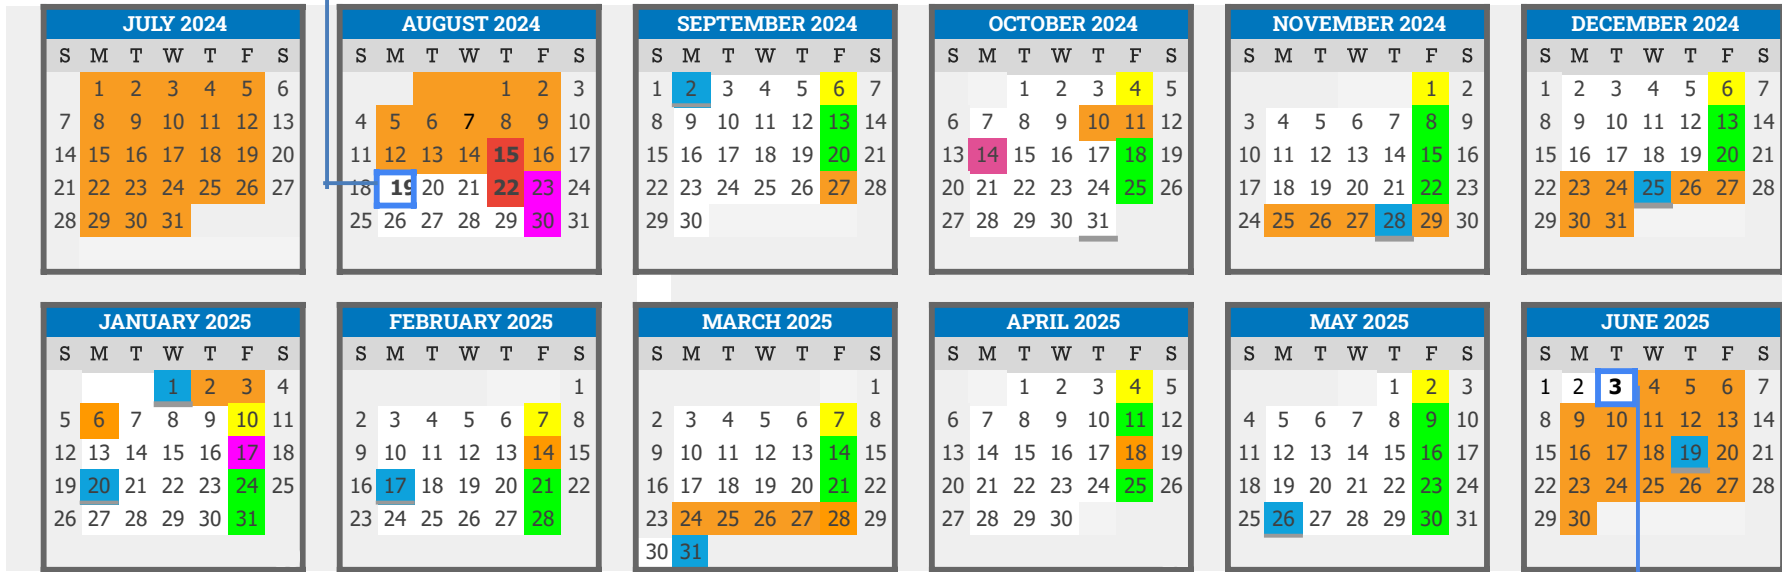 JULY 2024 AUGUST 2024 SEPTEMBER 2024 OCTOBER 2024 NOVEMBER 2024 DECEMBER 2024
S M T W T F S S M T W T F S S M T W T F S S M T W T F S S M T W T F S S M T W T F S
1 2 3 4 5 6 1 2 3 1 2 3 4 5 6 7 1 2 3 4 5 1 2 1 2 3 4 5 6 7
7 8 9 10 11 12 13 4 5 6 7 8 9 10 8 9 10 11 12 13 14 6 7 8 9 10 11 12 3 4 5 6 7 8 9 8 9 10 11 12 13 14
14 15 16 17 18 19 20 11 12 13 14 15 16 17 15 16 17 18 19 20 21 13 14 15 16 17 18 19 10 11 12 13 14 15 16 15 16 17 18 19 20 21
21 22 23 24 25 26 27 18 19 20 21 22 23 24 22 23 24 25 26 27 28 20 21 22 23 24 25 26 17 18 19 20 21 22 23 22 23 24 25 26 27 28
28 29 30 31 25 26 27 28 29 30 31 29 30 27 28 29 30 31 24 25 26 27 28 29 30 29 30 31
JANUARY 2025 FEBRUARY 2025 MARCH 2025 APRIL 2025 MAY 2025 JUNE 2025
S M T W T F S S M T W T F S S M T W T F S S M T W T F S S M T W T F S S M T W T F S
1 2 3 4 1 1 1 2 3 4 5 1 2 3 1 2 3 4 5 6 7
5 6 7 8 9 10 11 2 3 4 5 6 7 8 2 3 4 5 6 7 8 6 7 8 9 10 11 12 4 5 6 7 8 9 10 8 9 10 11 12 13 14
12 13 14 15 16 17 18 9 10 11 12 13 14 15 9 10 11 12 13 14 15 13 14 15 16 17 18 19 11 12 13 14 15 16 17 15 16 17 18 19 20 21
19 20 21 22 23 24 25 16 17 18 19 20 21 22 16 17 18 19 20 21 22 20 21 22 23 24 25 26 18 19 20 21 22 23 24 22 23 24 25 26 27 28
26 27 28 29 30 31 23 24 25 26 27 28 23 24 25 26 27 28 29 27 28 29 30 25 26 27 28 29 30 31 29 30
30 31